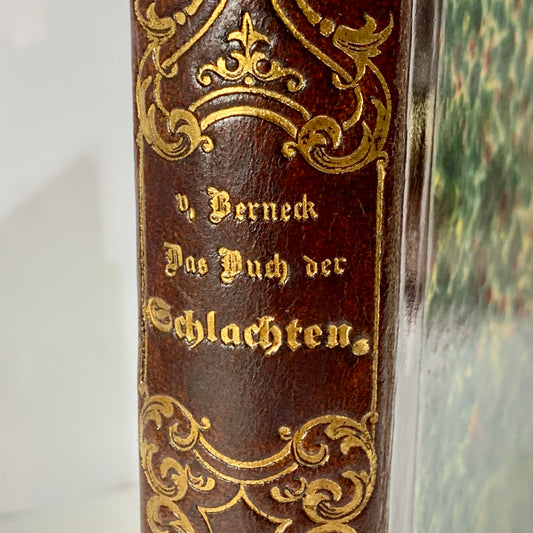 v. Berneck
Das Buch der
Schlachten.